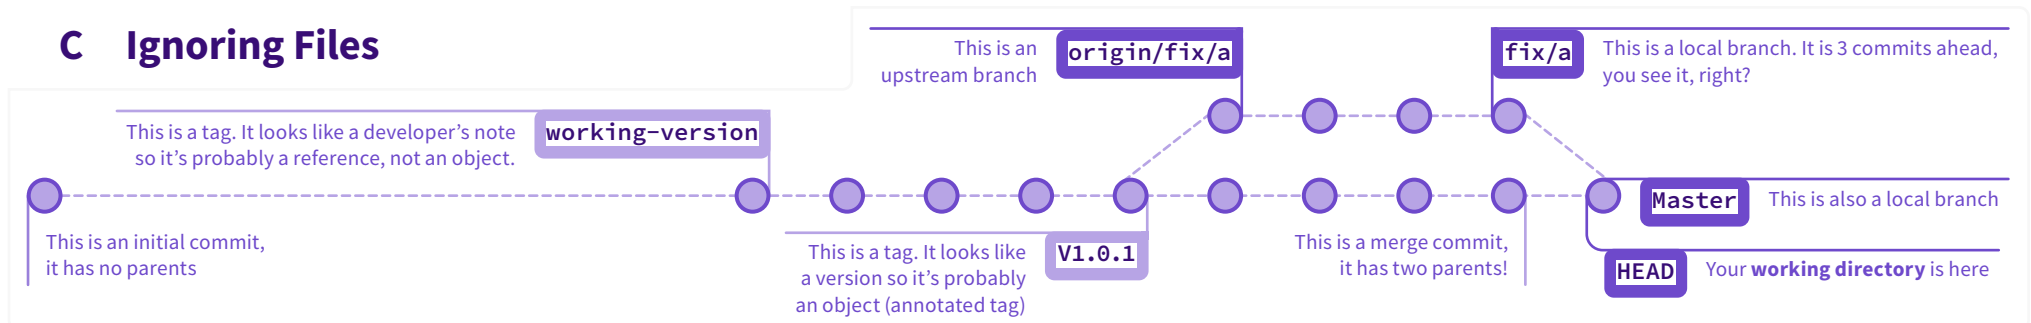 C Ignoring Files
This is an
upstream branch
origin/fix/a
fix/a
This is a local branch. It is 3 commits ahead,
you see it, right?
This is a tag. It looks like a developer’s note
so it’s probably a reference, not an object.
working-version
Master
This is also a local branch
This is an initial commit,
it has no parents
This is a tag. It looks like
a version so it’s probably
an object (annotated tag)
V1.0.1
This is a merge commit,
it has two parents!
HEAD
Your working directory is here